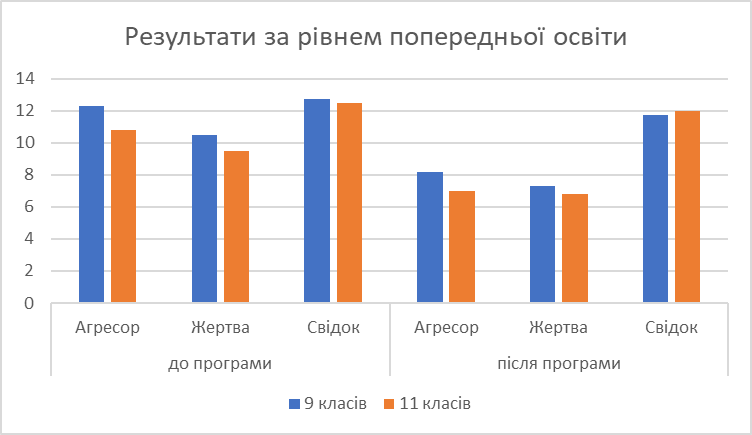 Результати за рівнем попередньої освіти
14
12
10
8
6
4
2
0
Агресор Жертва Свідок Агресор Жертва Свідок
до програми після програми
9 класів 11 класів